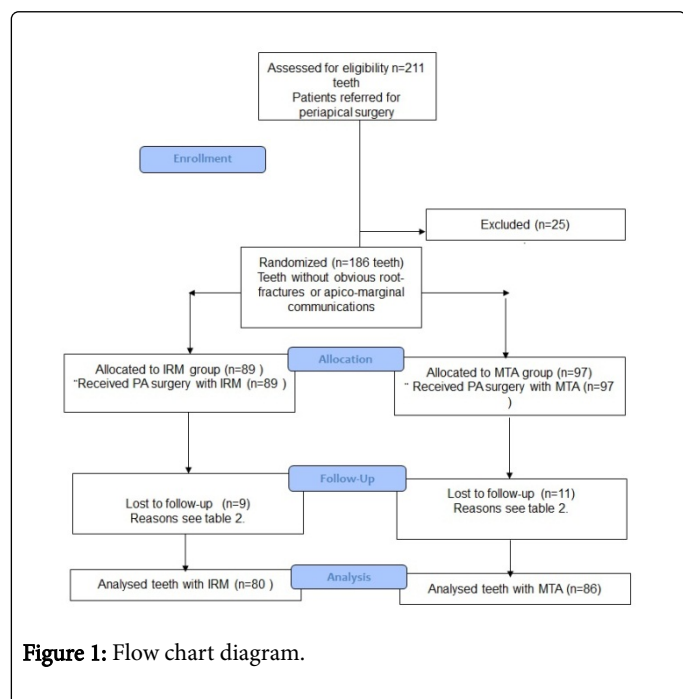 Assessed for eligibility n=211
teeth
Patients referred for
periapical surgery
Enrollment
Excluded (n=25)
Randomized (n=186 teeth)
Teeth without obvious root-
fractures or apico-marginal
communications
Allocation
Allocated to IRM group (n=89 )
¨Received PA surgery with IRM (n=89 )
Allocated to MTA group (n=97)
¨ Received PA surgery with MTA (n=97
)
Follow-Up
Lost to follow-up (n=9)
Reasons see table 2.
Lost to follow-up (n=11)
Reasons see table 2.
Analysis
Analysed teeth with IRM (n=80 )
Analysed teeth with MTA (n=86)
Figure 1: Flow chart diagram.